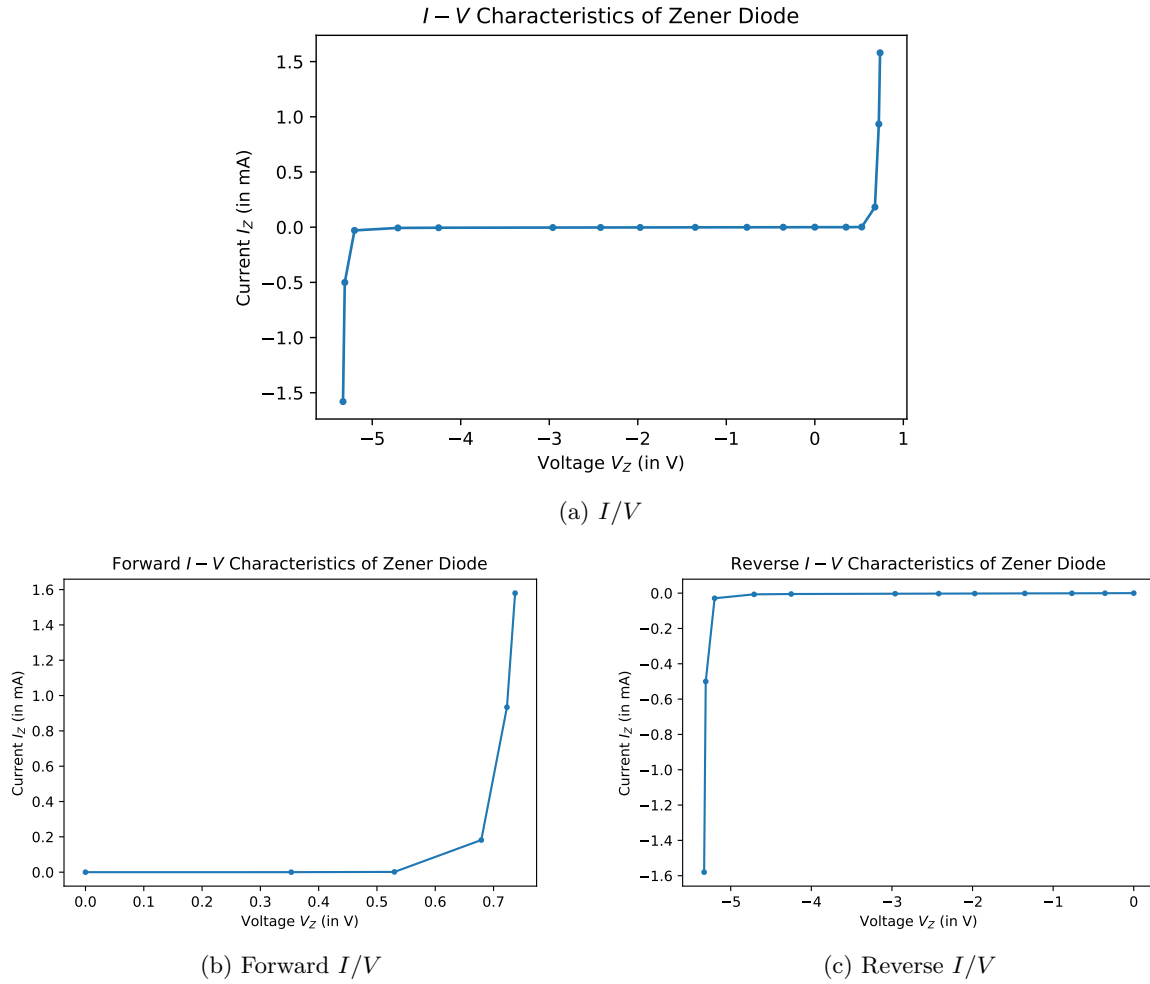 I − V Characteristics of Zener Diode
1.5
1.0
0.5
0.0
−0.5
−1.0
−1.5
Current I_Z (in mA)
−5 −4 −3 −2 −1 0 1
Voltage V_Z (in V)
(a) I/V
Forward I − V Characteristics of Zener Diode
1.6
1.4
1.2
1.0
0.8
0.6
0.4
0.2
0.0
Current I_Z (in mA)
0.0 0.1 0.2 0.3 0.4 0.5 0.6 0.7
Voltage V_Z (in V)
(b) Forward I/V
Reverse I − V Characteristics of Zener Diode
0.0
−0.2
−0.4
−0.6
−0.8
−1.0
−1.2
−1.4
−1.6
Current I_Z (in mA)
−5 −4 −3 −2 −1 0
Voltage V_Z (in V)
(c) Reverse I/V